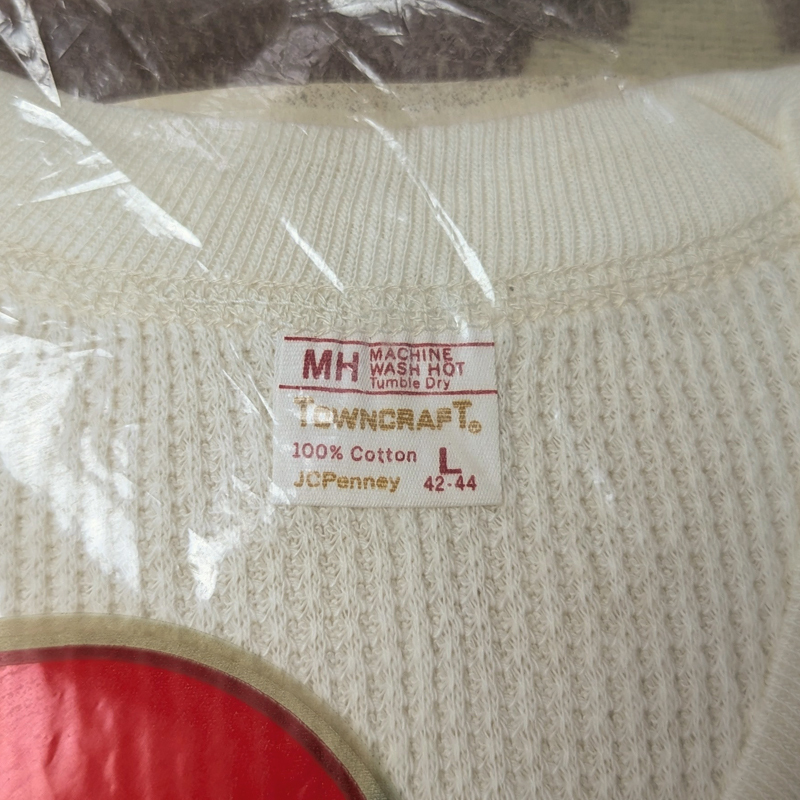 MH MACHINE
WASH HOT
Tumble Dry
TOWNCRAFT®
100% Cotton L
JCPenney 42-44